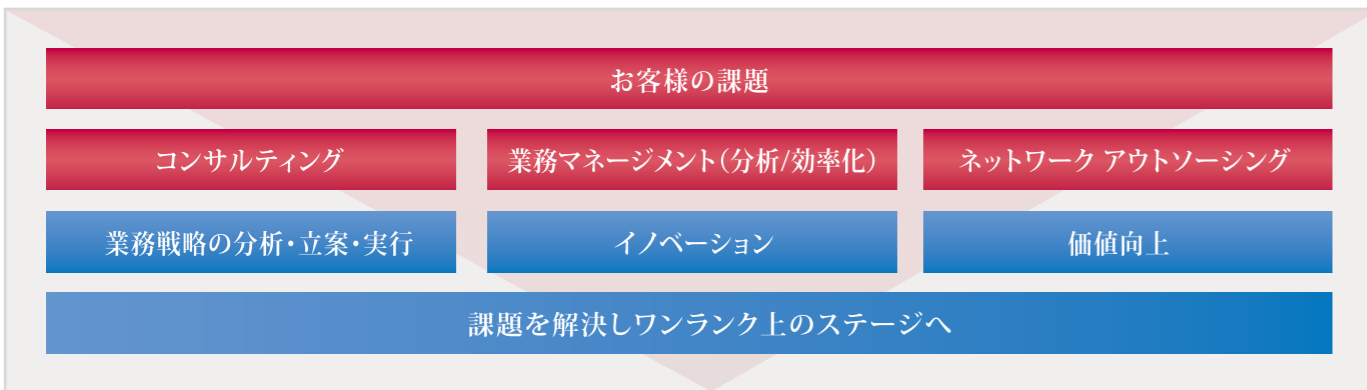 お客様の課題
コンサルティング
業務マネージメント(分析/効率化)
ネットワーク アウトソーシング
業務戦略の分析・立案・実行
イノベーション
価値向上
課題を解決しワンランク上のステージへ